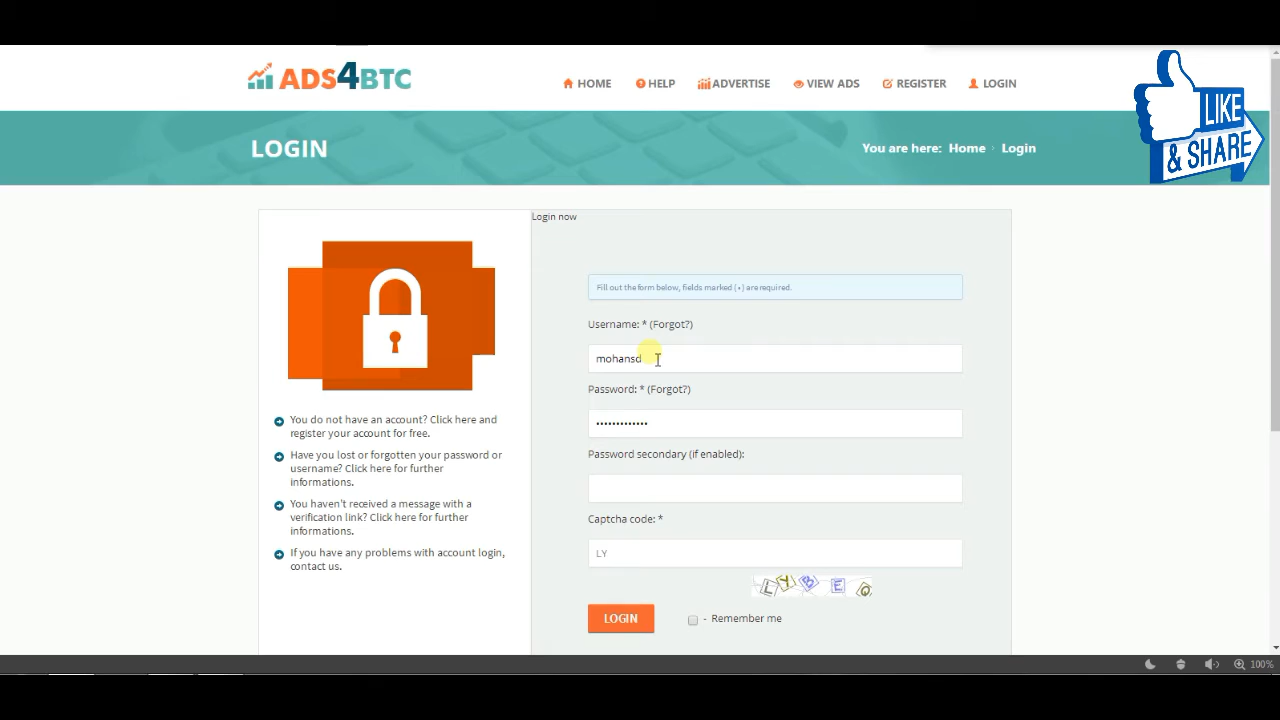 ADS4BTC
HOME HELP ADVERTISE VIEW ADS REGISTER LOGIN
LIKE
& SHARE
LOGIN
You are here: Home Login
Login now
Fill out the form below, fields marked (*) are required.
Username: * (Forgot?)
mohansd
Password: * (Forgot?)
•••••••••••••
Password secondary (if enabled):
Captcha code: *
LY
LYBEQ
LOGIN
- Remember me
You do not have an account? Click here and
register your account for free.
Have you lost or forgotten your password or
username? Click here for further
informations.
You haven't received a message with a
verification link? Click here for further
informations.
If you have any problems with account login,
contact us.
100%